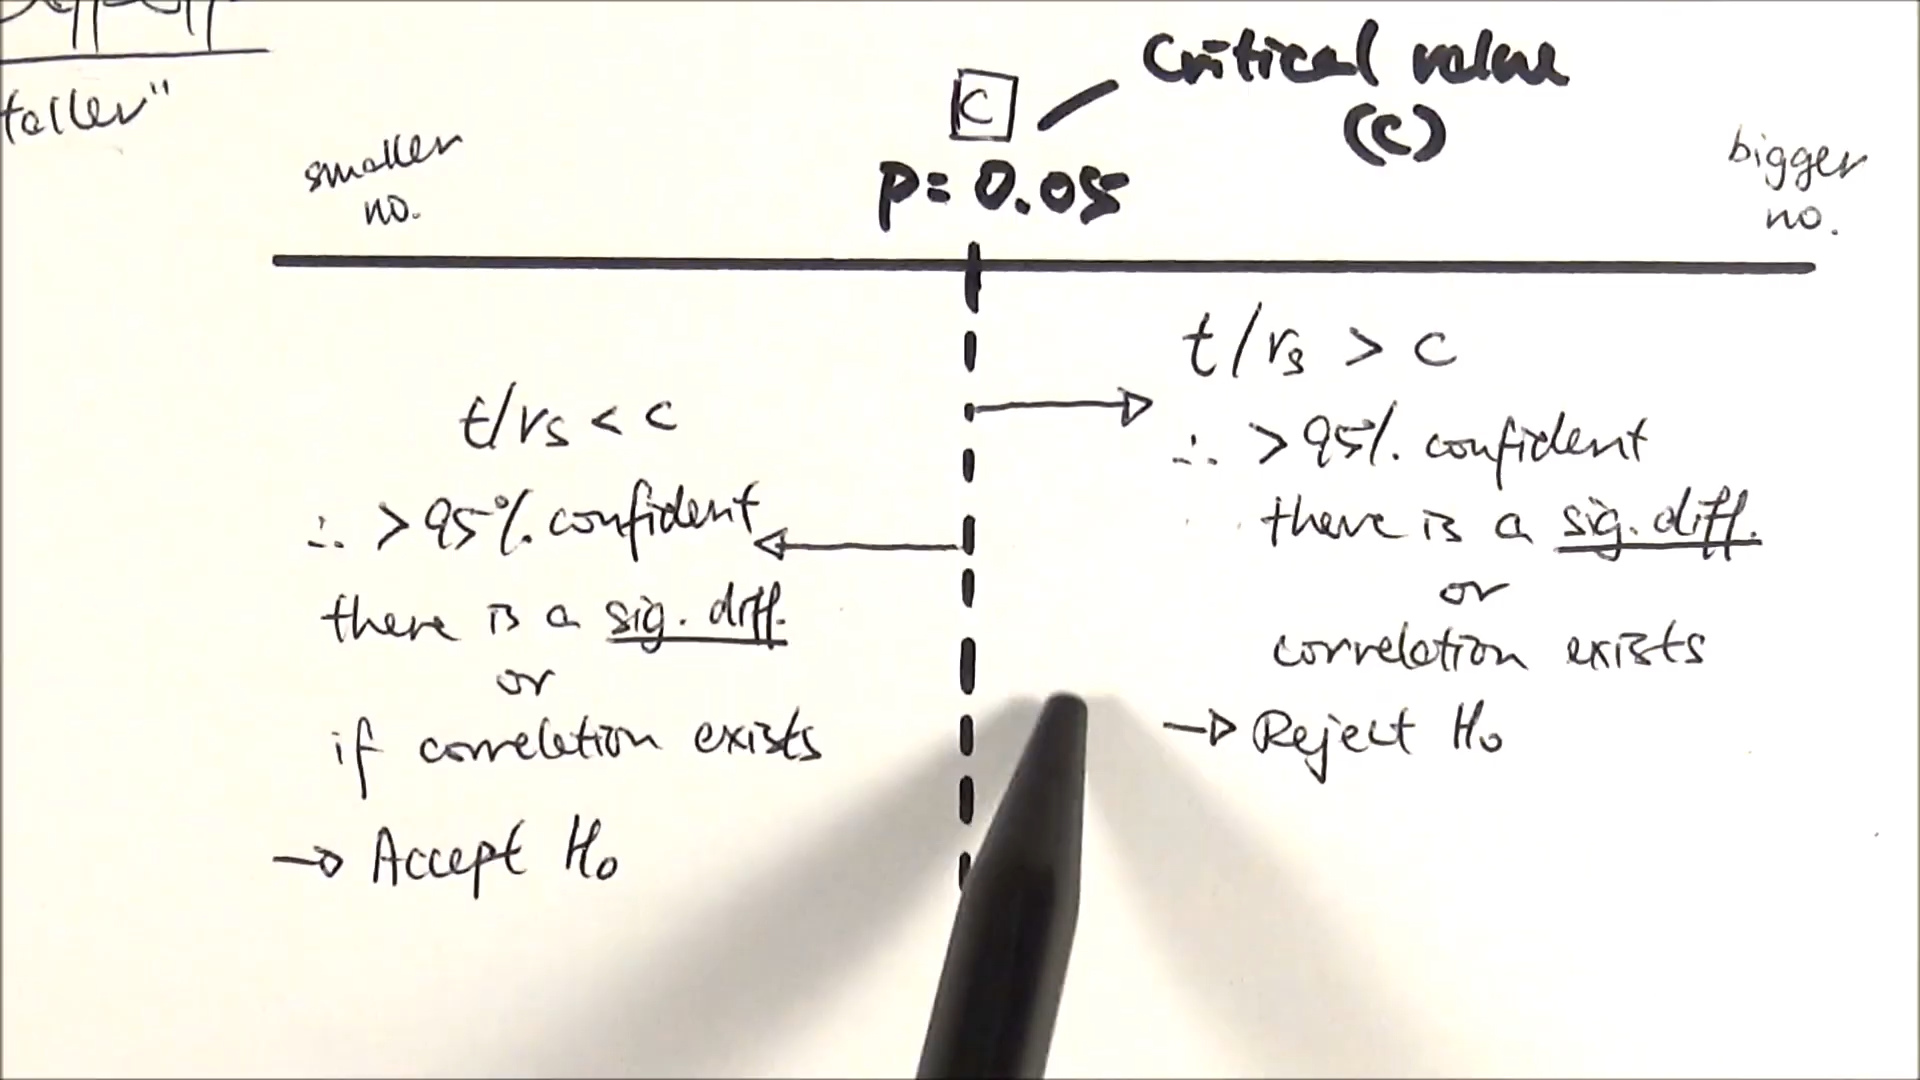 taller"
smaller
no.
C
Critical value
(C)
P = 0.05
bigger
no.
t/rs < c
∴ > 95% confident
there is a sig. diff.
or
if correlation exists
→ Accept H₀
t/rs > c
∴ > 95% confident
there is a sig. diff.
or
correlation exists
→ Reject H₀